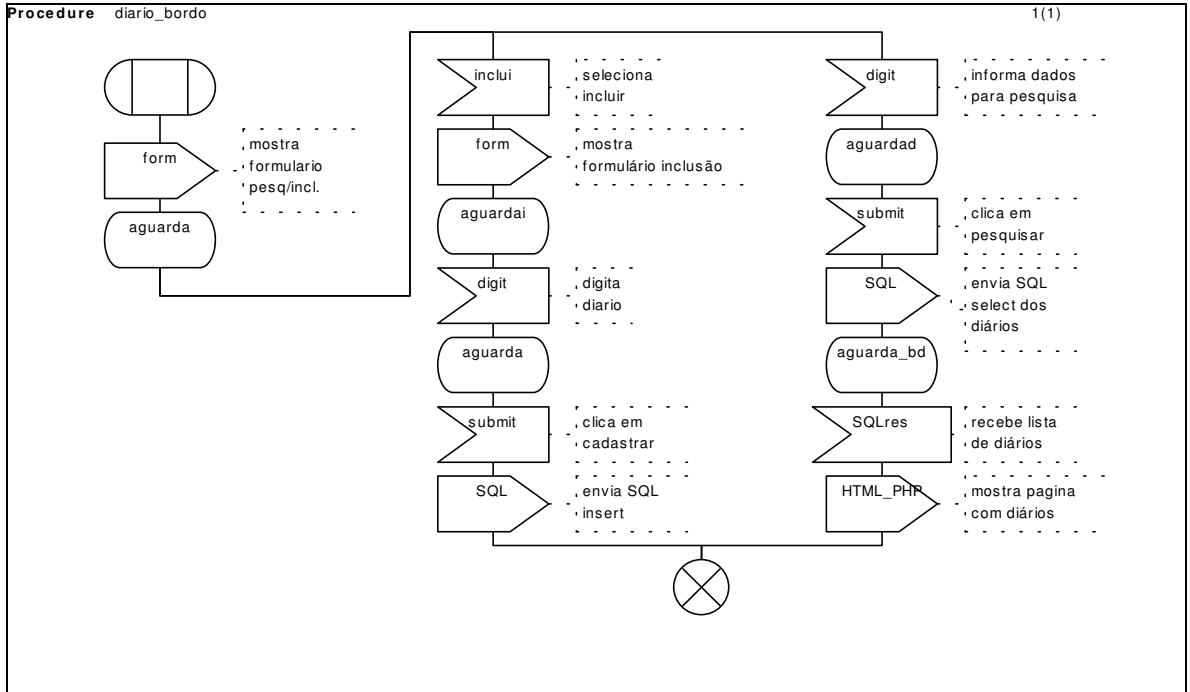 Procedure diario_bordo
1(1)
form
mostra
formulario
pesq/incl.
aguarda
inclui
seleciona
incluir
form
mostra
formulário inclusão
aguardai
digit
digita
diario
aguarda
submit
clica em
cadastrar
SQL
envia SQL
insert
digit
informa dados
para pesquisa
aguardad
submit
clica em
pesquisar
SQL
envia SQL
select dos
diários
aguarda_bd
SQLres
recebe lista
de diários
HTML_PHP
mostra pagina
com diários